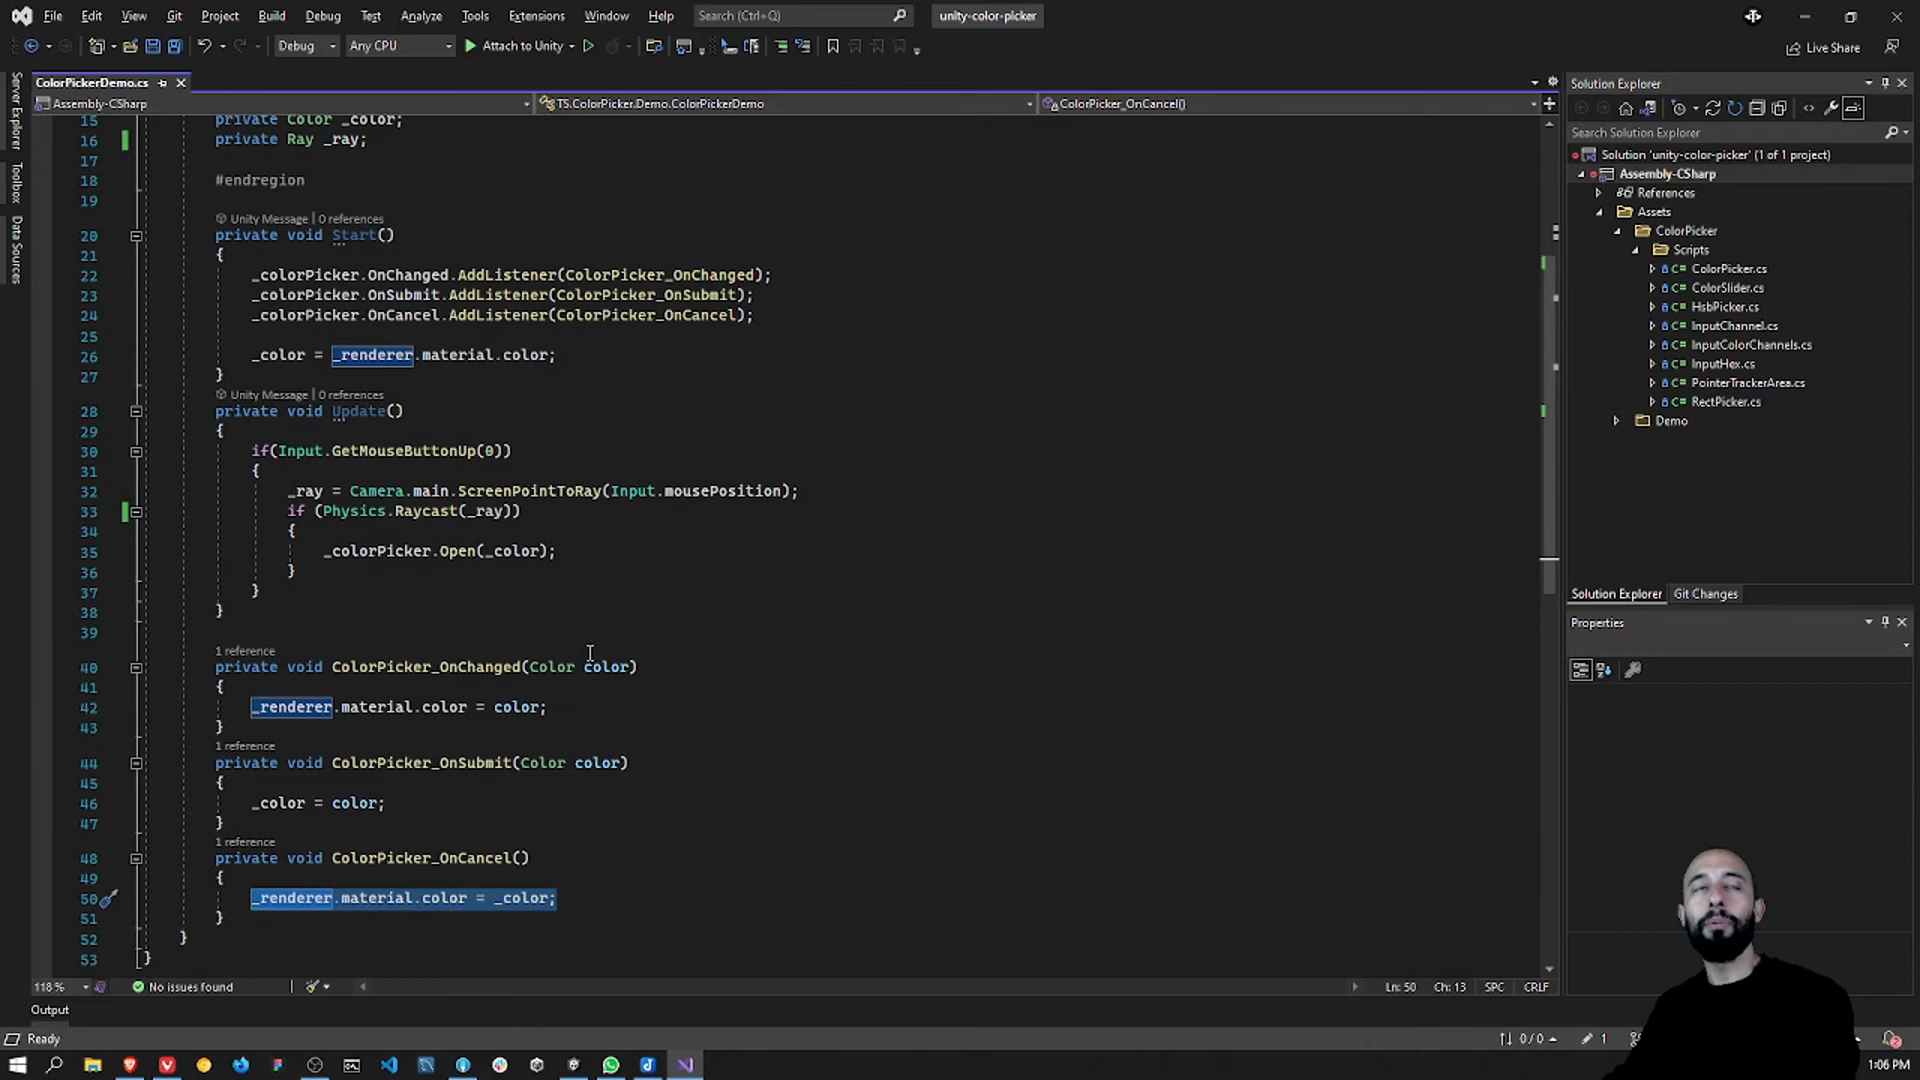 File Edit View Git Project Build Debug Test Analyze Tools Extensions Window Help Search (Ctrl+Q) unity-color-picker
Debug Any CPU Attach to Unity Live Share
ColorPickerDemo.cs
Assembly-CSharp TS.ColorPicker.Demo.ColorPickerDemo ColorPicker_OnCancel()
Server Explorer
Toolbox
Data Sources
15 private Color _color;
16 private Ray _ray;
17
18 #endregion
19
Unity Message | 0 references
20 private void Start()
21 {
22 _colorPicker.OnChanged.AddListener(ColorPicker_OnChanged);
23 _colorPicker.OnSubmit.AddListener(ColorPicker_OnSubmit);
24 _colorPicker.OnCancel.AddListener(ColorPicker_OnCancel);
25
26 _color = _renderer.material.color;
27 }
Unity Message | 0 references
28 private void Update()
29 {
30 if(Input.GetMouseButtonUp(0))
31 {
32 _ray = Camera.main.ScreenPointToRay(Input.mousePosition);
33 if (Physics.Raycast(_ray))
34 {
35 _colorPicker.Open(_color);
36 }
37 }
38 }
39
1 reference
40 private void ColorPicker_OnChanged(Color color)
41 {
42 _renderer.material.color = color;
43 }
1 reference
44 private void ColorPicker_OnSubmit(Color color)
45 {
46 _color = color;
47 }
1 reference
48 private void ColorPicker_OnCancel()
49 {
50 _renderer.material.color = _color;
51 }
52 }
53 }
118 % No issues found Ln: 50 Ch: 13 SPC CRLF
Output
Ready 0 / 0 1
Solution Explorer
Search Solution Explorer
Solution 'unity-color-picker' (1 of 1 project)
Assembly-CSharp
References
Assets
ColorPicker
Scripts
C# ColorPicker.cs
C# ColorSlider.cs
C# HsbPicker.cs
C# InputChannel.cs
C# InputColorChannels.cs
C# InputHex.cs
C# PointerTrackerArea.cs
C# RectPicker.cs
Demo
Solution Explorer Git Changes
Properties
1:06 PM